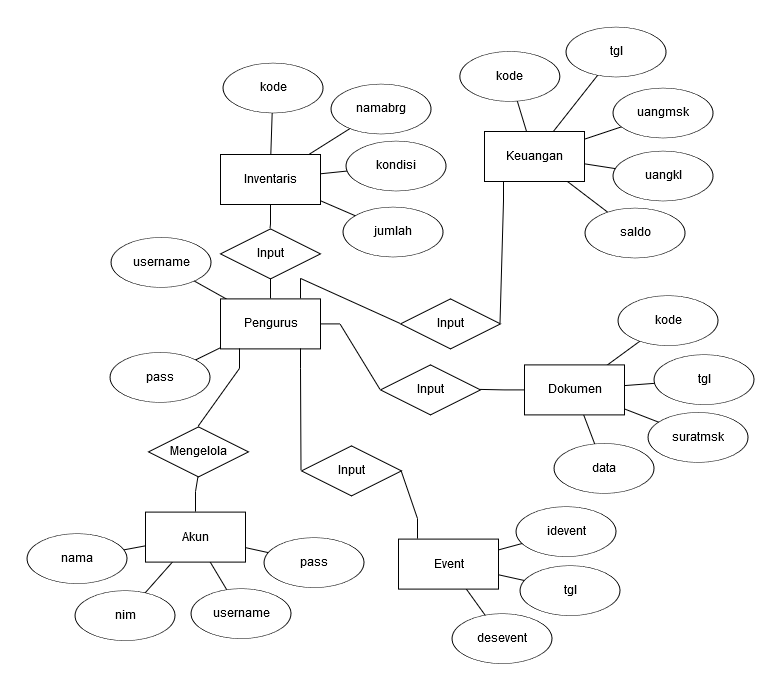 kode
namabrg
Inventaris
kondisi
jumlah
Input
kode
tgl
uangmsk
Keuangan
uangkl
saldo
username
Pengurus
pass
Input
Input
kode
Dokumen
tgl
suratmsk
data
Mengelola
Input
Akun
nama
nim
username
pass
Event
idevent
tgl
desevent